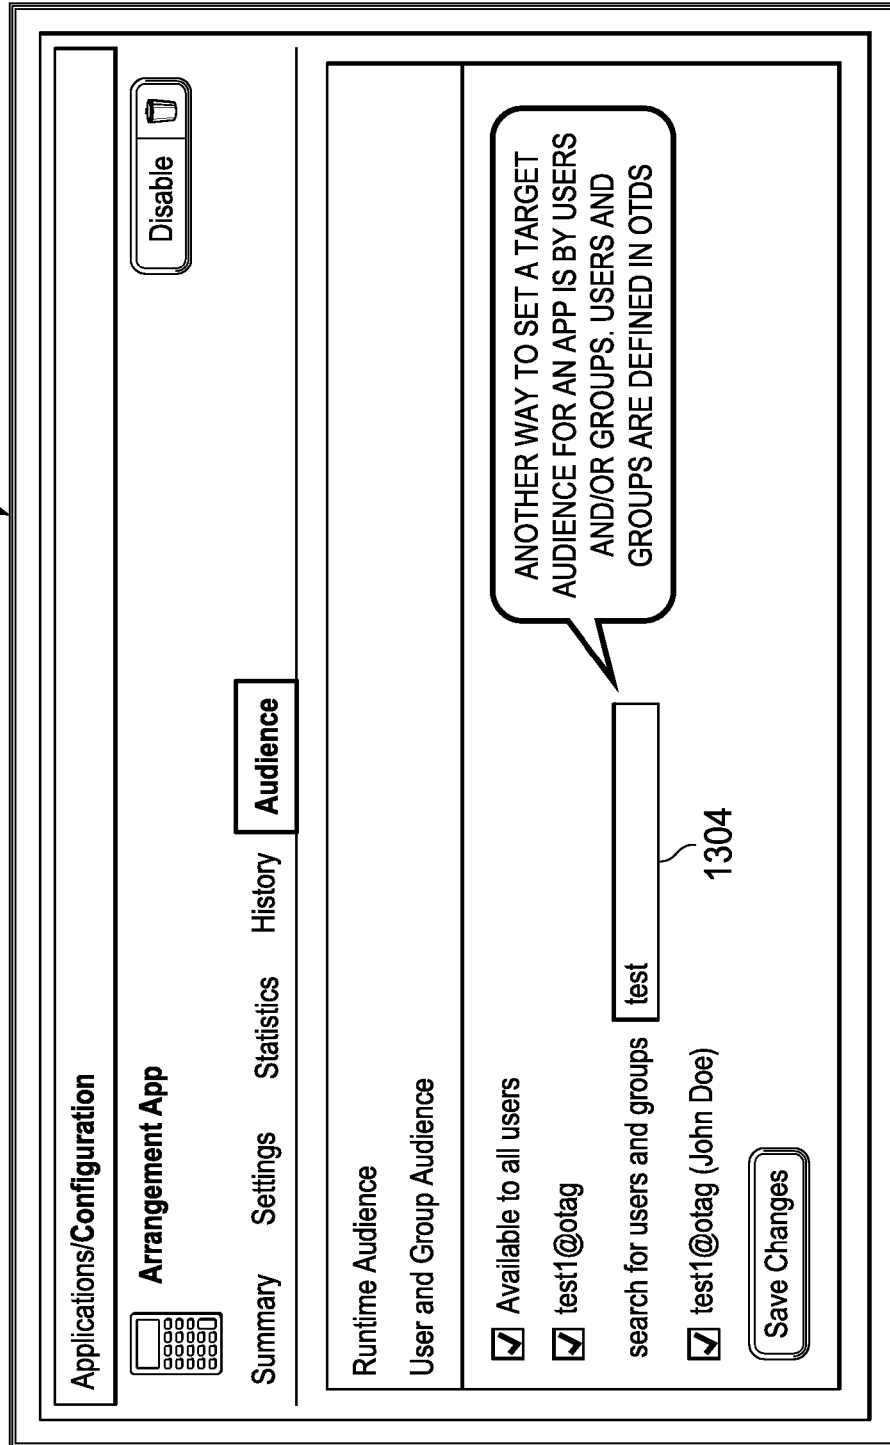 Applications/Configuration
Arrangement App
Disable
Summary Settings Statistics History Audience
Runtime Audience
User and Group Audience
Available to all users
test1@otag
search for users and groups test
test1@otag (John Doe)
Save Changes
ANOTHER WAY TO SET A TARGET
AUDIENCE FOR AN APP IS BY USERS
AND/OR GROUPS. USERS AND
GROUPS ARE DEFINED IN OTDS
1304